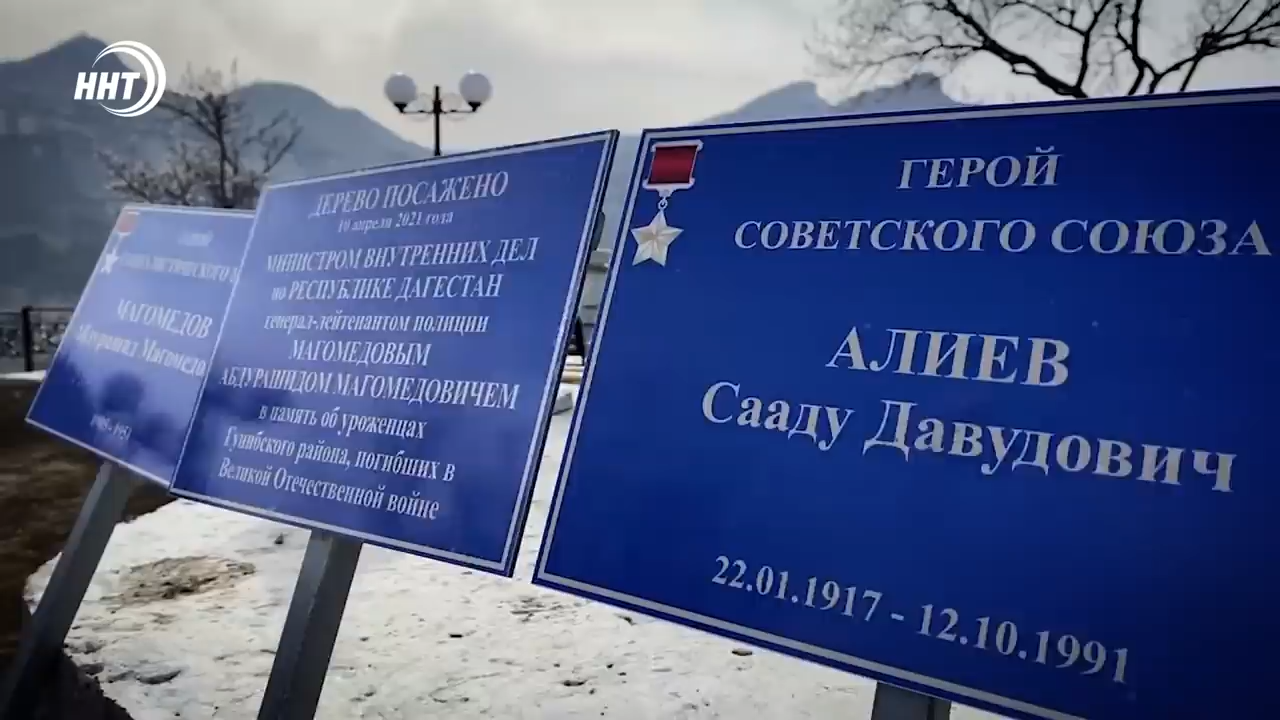 ННТ
МАГОМЕДОВ
ДЕРЕВО ПОСАЖЕНО
10 апреля 2021 года
МИНИСТРОМ ВНУТРЕННИХ ДЕЛ
по РЕСПУБЛИКЕ ДАГЕСТАН
генерал-лейтенантом полиции
МАГОМЕДОВЫМ
АБДУРАШИДОМ МАГОМЕДОВИЧЕМ
в память об уроженцах
Гунибского района, погибших в
Великой Отечественной войне
ГЕРОЙ
СОВЕТСКОГО СОЮЗА
АЛИЕВ
Сааду Давудович
22.01.1917 - 12.10.1991